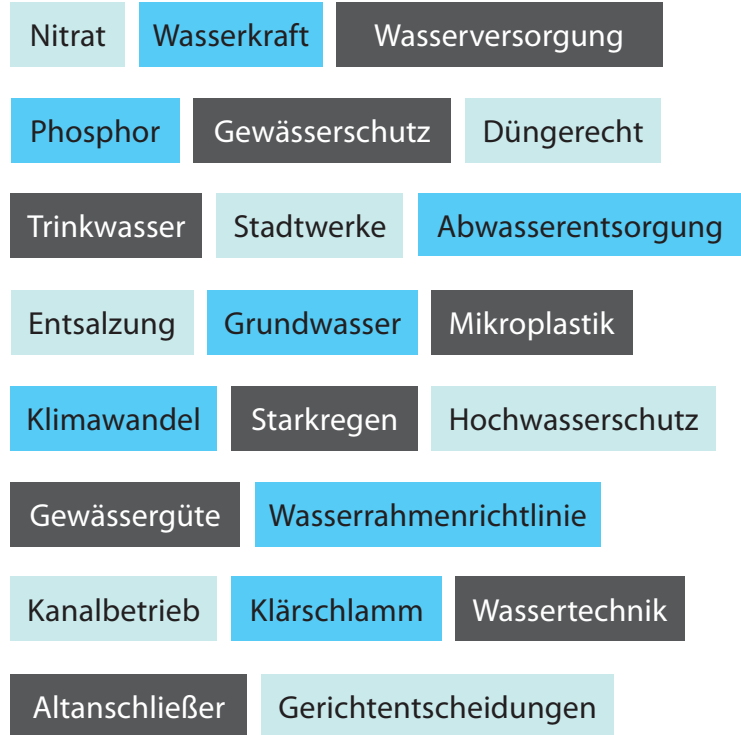 Nitrat Wasserkraft Wasserversorgung
Phosphor Gewässerschutz Düngerecht
Trinkwasser Stadtwerke Abwasserentsorgung
Entsalzung Grundwasser Mikroplastik
Klimawandel Starkregen Hochwasserschutz
Gewässergüte Wasserrahmenrichtlinie
Kanalbetrieb Klärschlamm Wassertechnik
Altanschließer Gerichtentscheidungen